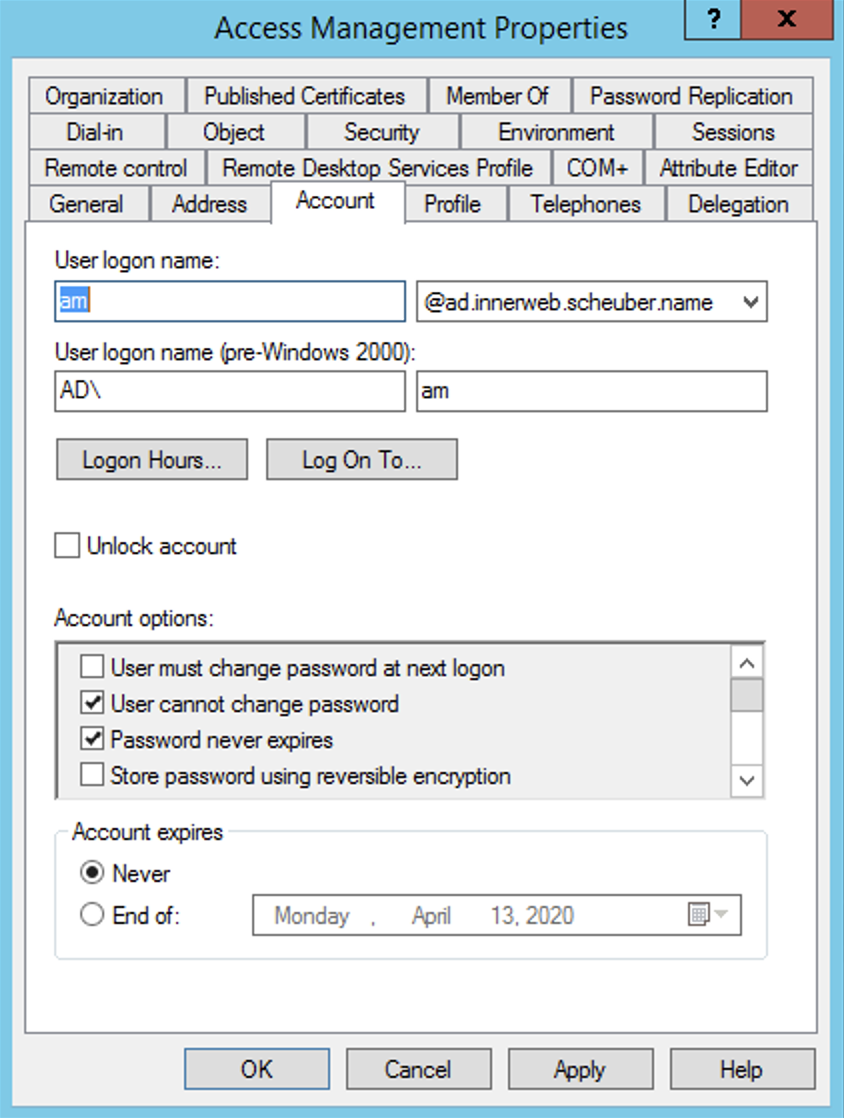 Access Management Properties ? x
Organization Published Certificates Member Of Password Replication
Dial-in Object Security Environment Sessions
Remote control Remote Desktop Services Profile COM+ Attribute Editor
General Address Account Profile Telephones Delegation
User logon name:
am @ad.innerweb.scheuber.name
User logon name (pre-Windows 2000):
AD\ am
Logon Hours... Log On To...
Unlock account
Account options:
User must change password at next logon
User cannot change password
Password never expires
Store password using reversible encryption
Account expires
Never
End of: Monday , April 13, 2020
OK Cancel Apply Help